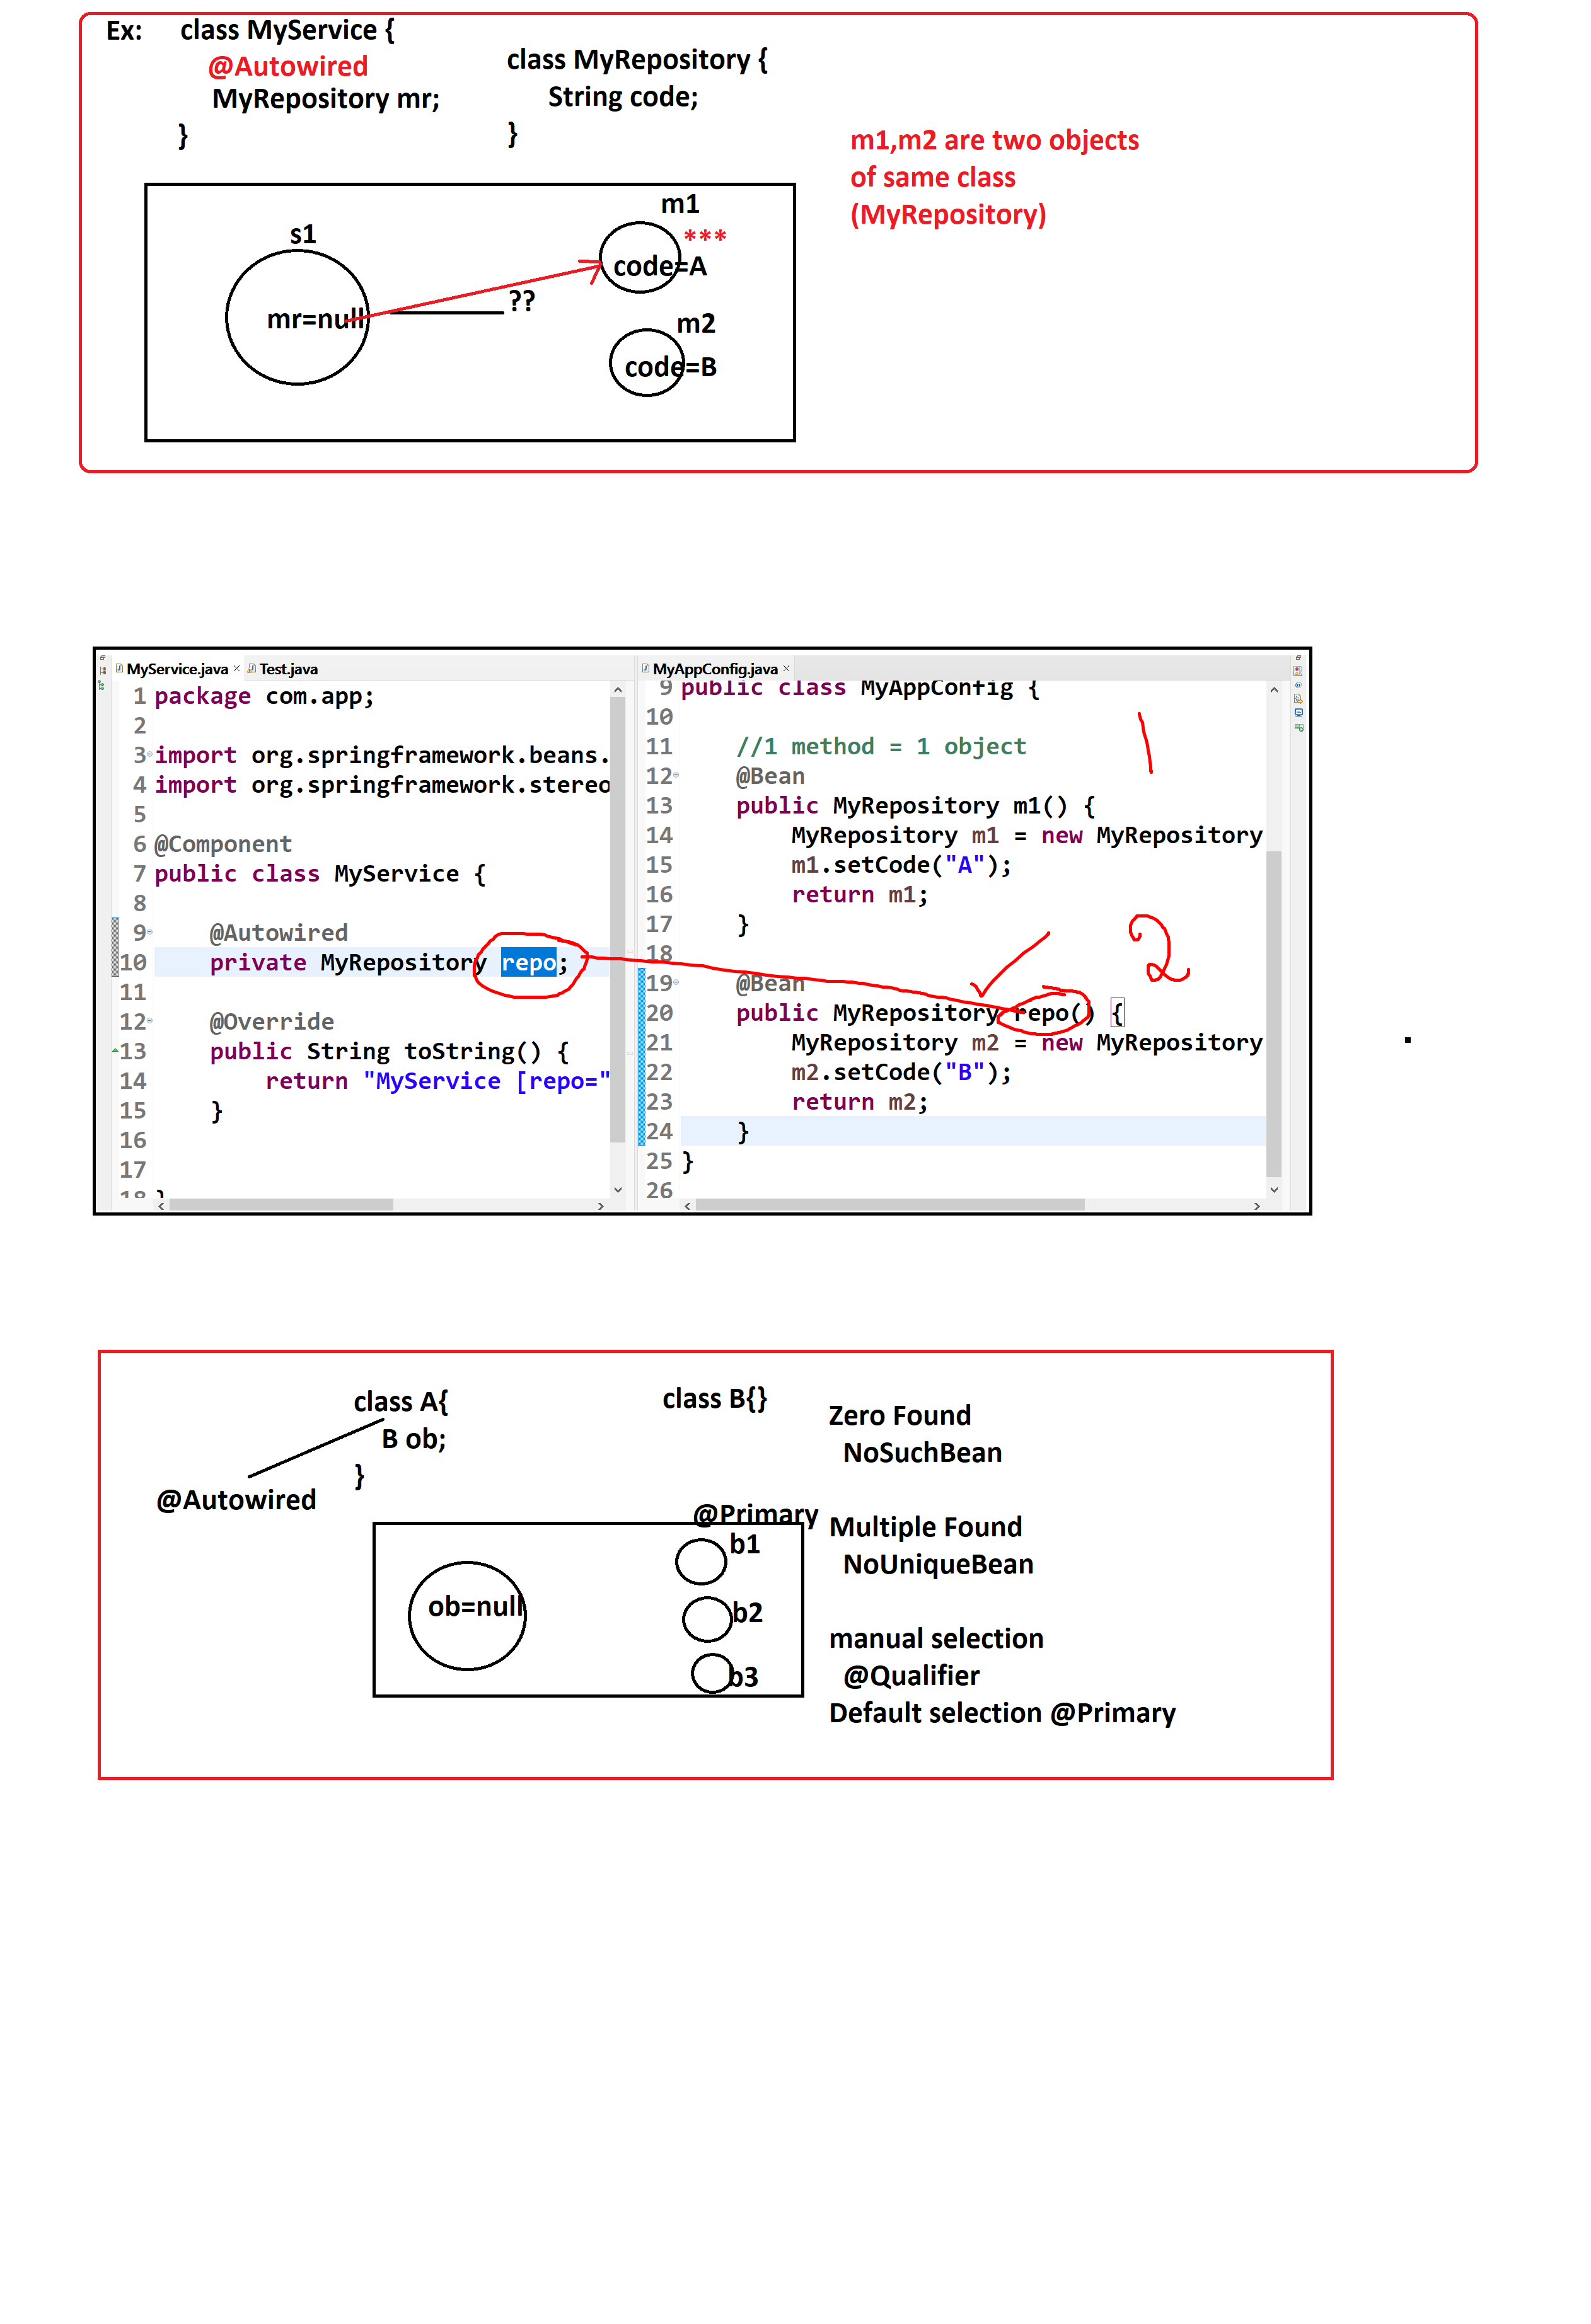 Ex: class MyService {
@Autowired
MyRepository mr;
}
class MyRepository {
String code;
}
m1,m2 are two objects
of same class
(MyRepository)
s1
mr=null
??
m1
***
code=A
m2
code=B
MyService.java
Test.java
1 package com.app;
2
3 import org.springframework.beans.
4 import org.springframework.stereo
5
6 @Component
7 public class MyService {
8
9 @Autowired
10 private MyRepository repo;
11
12 @Override
13 public String toString() {
14 return "MyService [repo="
15 }
16
17
18 }
MyAppConfig.java
9 public class MyAppConfig {
10
11 //1 method = 1 object
12 @Bean
13 public MyRepository m1() {
14 MyRepository m1 = new MyRepository
15 m1.setCode("A");
16 return m1;
17 }
18
19 @Bean
20 public MyRepository repo() {
21 MyRepository m2 = new MyRepository
22 m2.setCode("B");
23 return m2;
24 }
25 }
26
1
2
class A{
B ob;
}
@Autowired
class B{}
ob=null
@Primary
b1
b2
b3
Zero Found
NoSuchBean
Multiple Found
NoUniqueBean
manual selection
@Qualifier
Default selection @Primary